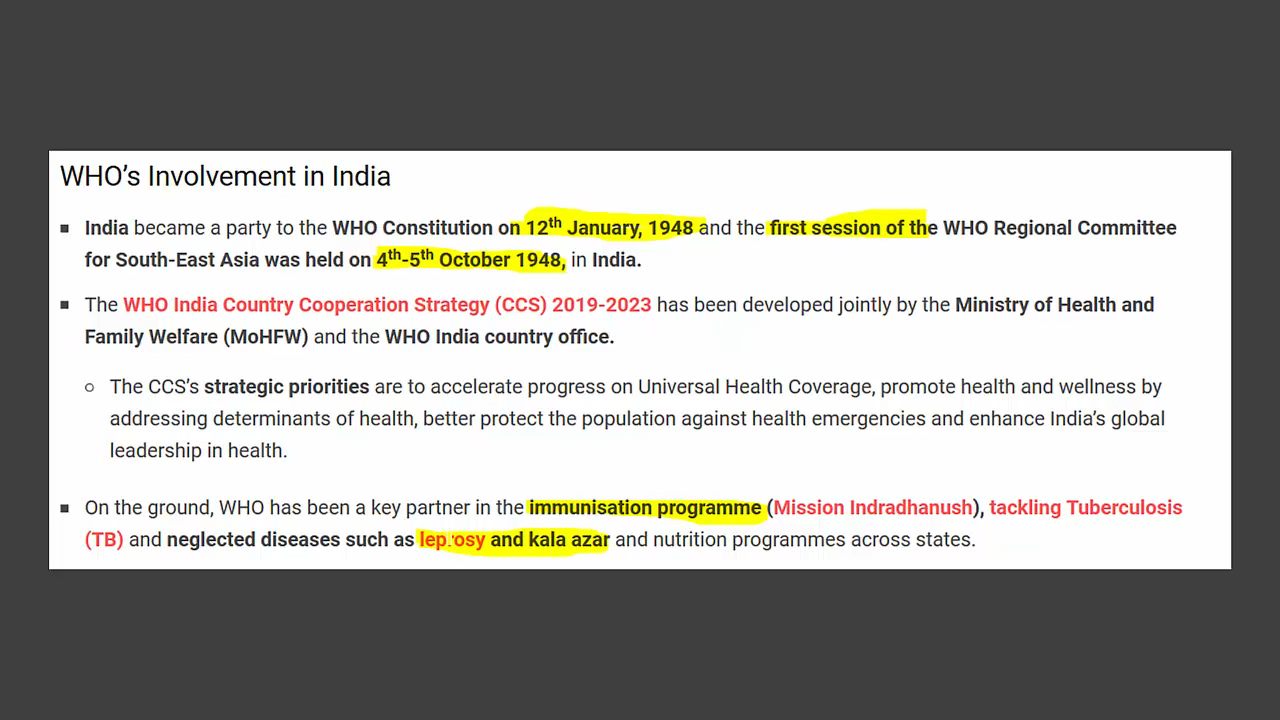 WHO’s Involvement in India
▪ India became a party to the WHO Constitution on 12th January, 1948 and the first session of the WHO Regional Committee
for South-East Asia was held on 4th-5th October 1948, in India.
▪ The WHO India Country Cooperation Strategy (CCS) 2019-2023 has been developed jointly by the Ministry of Health and
Family Welfare (MoHFW) and the WHO India country office.
○ The CCS’s strategic priorities are to accelerate progress on Universal Health Coverage, promote health and wellness by
addressing determinants of health, better protect the population against health emergencies and enhance India’s global
leadership in health.
▪ On the ground, WHO has been a key partner in the immunisation programme (Mission Indradhanush), tackling Tuberculosis
(TB) and neglected diseases such as leprosy and kala azar and nutrition programmes across states.